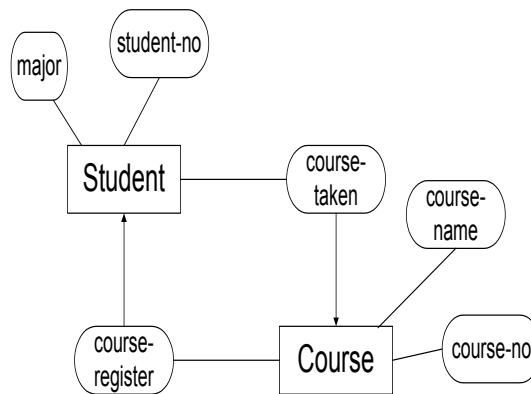 student-no
major
Student
course-
taken
course-
name
course-
register
Course
course-no